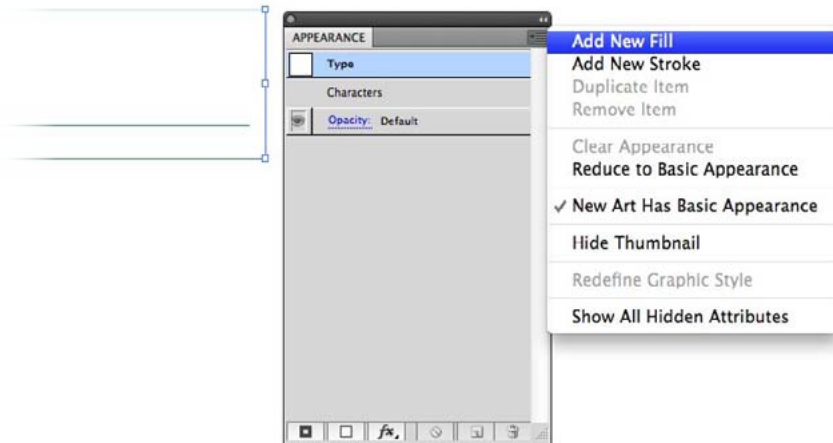 APPEARANCE
Type
Characters
Opacity: Default
fx
Add New Fill
Add New Stroke
Duplicate Item
Remove Item
Clear Appearance
Reduce to Basic Appearance
✓ New Art Has Basic Appearance
Hide Thumbnail
Redefine Graphic Style
Show All Hidden Attributes